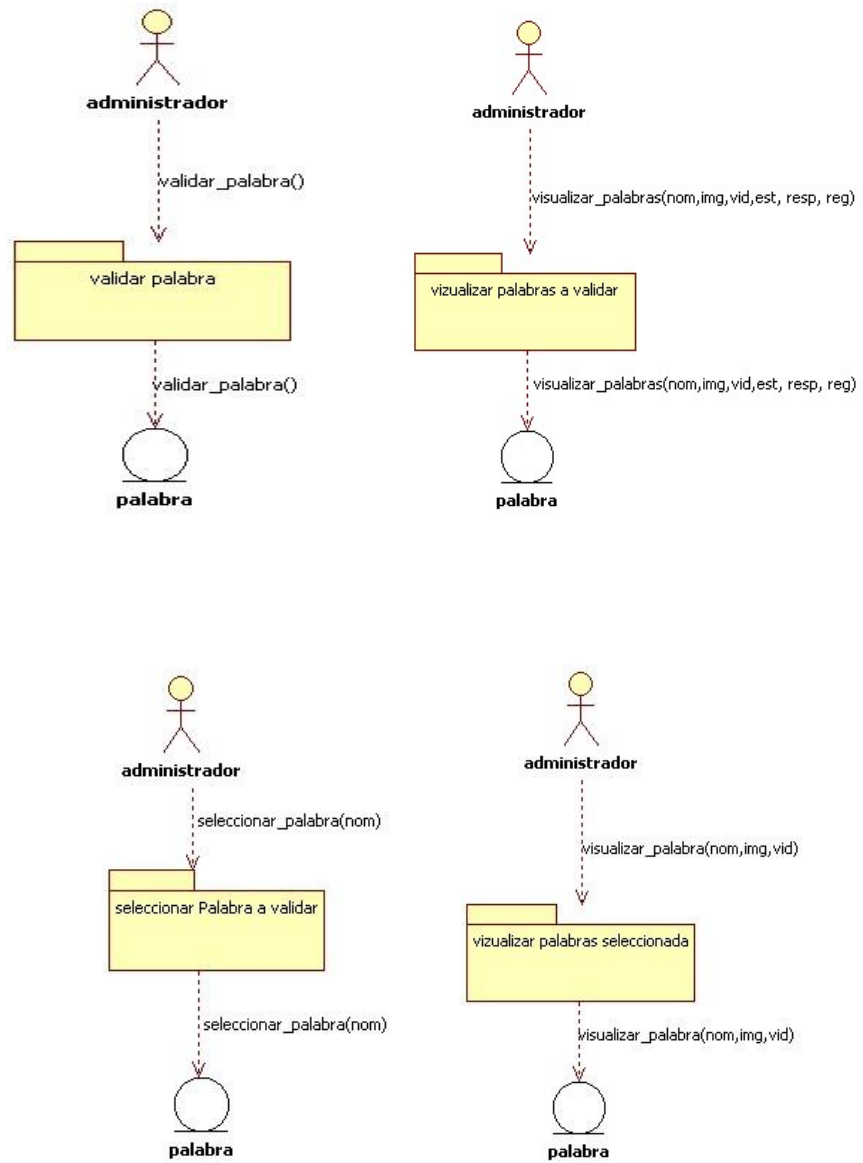 administrador
validar_palabra()
validar palabra
validar_palabra()
palabra
administrador
visualizar_palabras(nom,img,vid,est, resp, reg)
vizualizar palabras a validar
visualizar_palabras(nom,img,vid,est, resp, reg)
palabra
administrador
seleccionar_palabra(nom)
seleccionar Palabra a validar
seleccionar_palabra(nom)
palabra
administrador
visualizar_palabra(nom,img,vid)
vizualizar palabras seleccionada
visualizar_palabra(nom,img,vid)
palabra